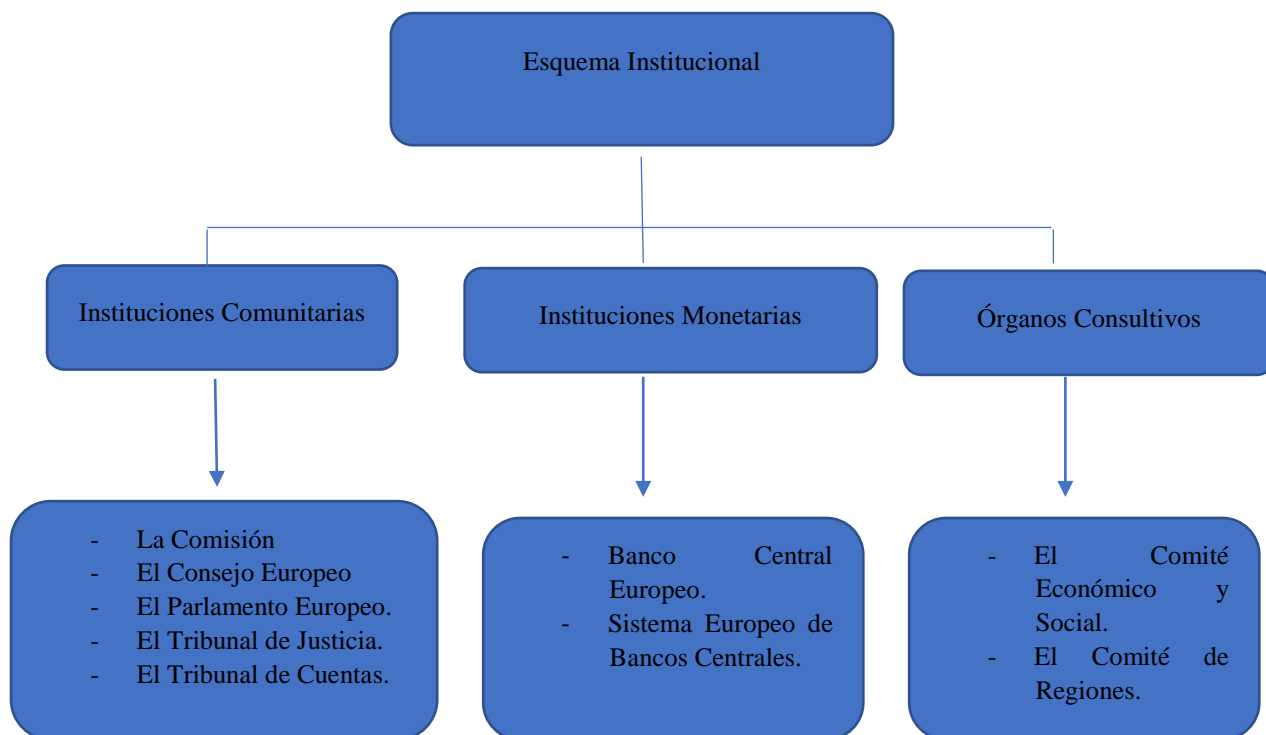 Esquema Institucional
Instituciones Comunitarias
Instituciones Monetarias
Órganos Consultivos
- La Comisión
- El Consejo Europeo
- El Parlamento Europeo.
- El Tribunal de Justicia.
- El Tribunal de Cuentas.
- Banco Central
Europeo.
- Sistema Europeo de
Bancos Centrales.
- El Comité
Económico y
Social.
- El Comité de
Regiones.